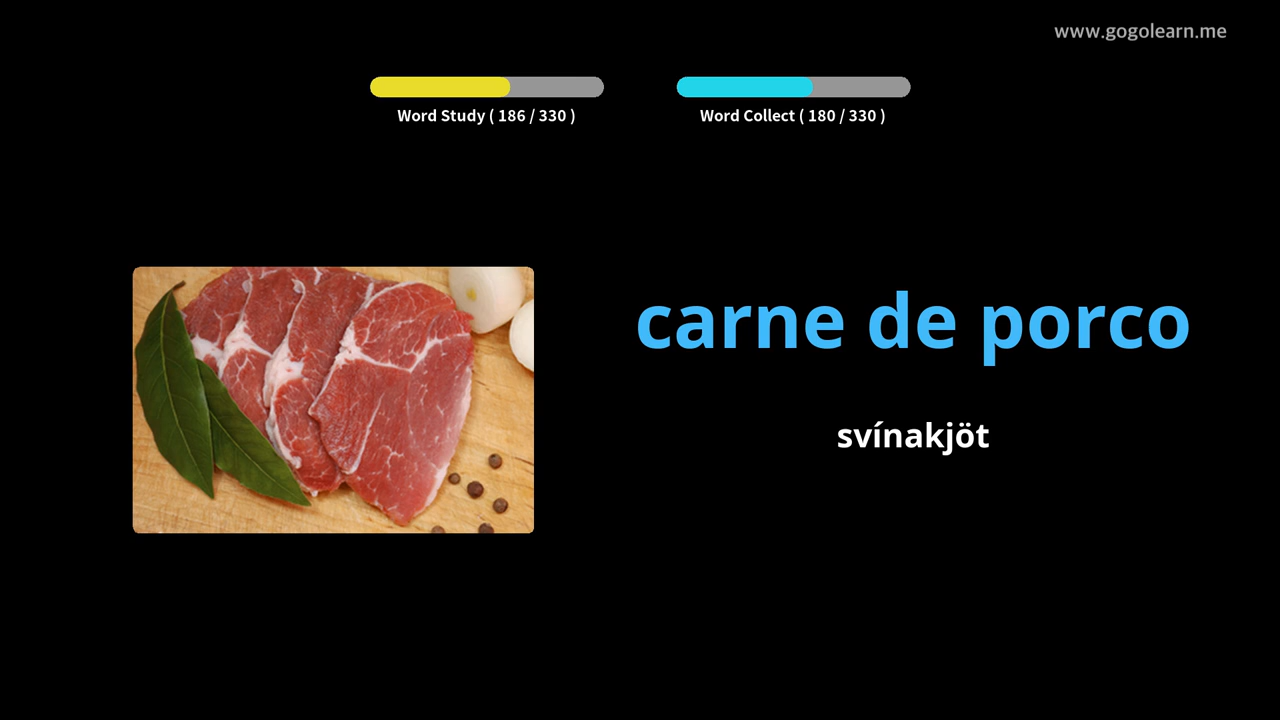 www.gogolearn.me
Word Study ( 186 / 330 )
Word Collect ( 180 / 330 )
carne de porco
svínakjöt